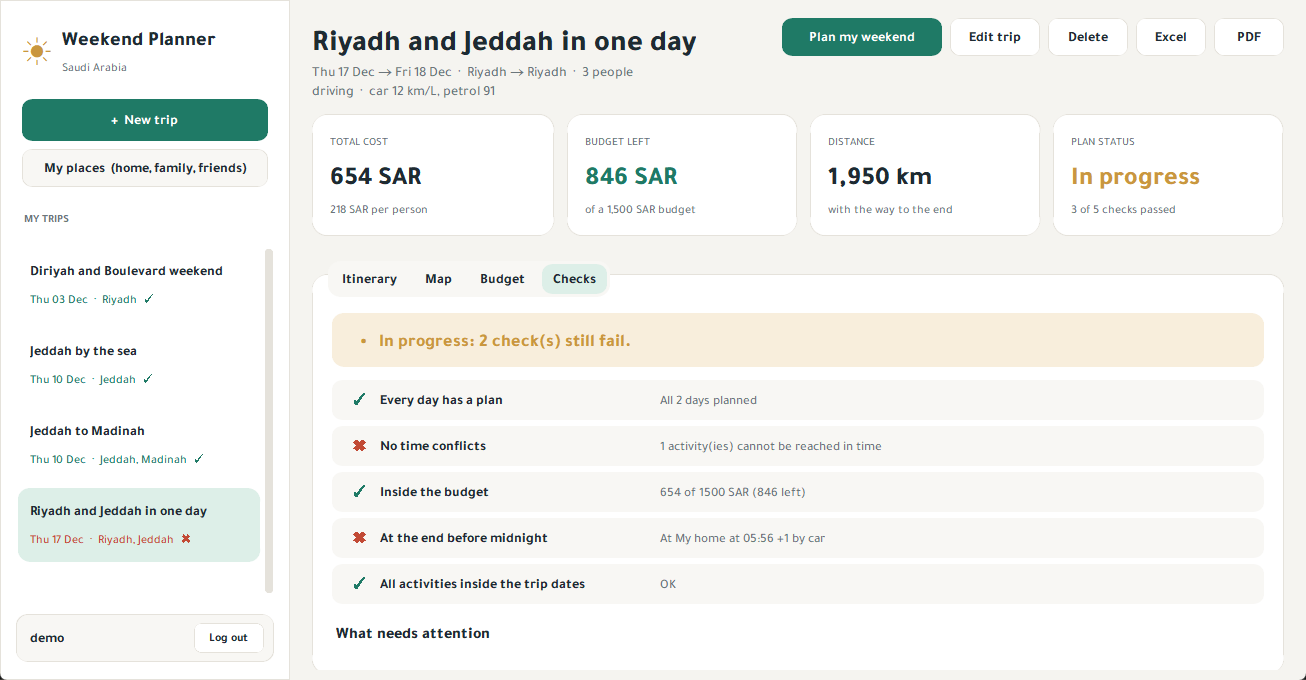 Weekend Planner
Saudi Arabia
+ New trip
My places (home, family, friends)
MY TRIPS
Diriyah and Boulevard weekend
Thu 03 Dec · Riyadh ✓
Jeddah by the sea
Thu 10 Dec · Jeddah ✓
Jeddah to Madinah
Thu 10 Dec · Jeddah, Madinah ✓
Riyadh and Jeddah in one day
Thu 17 Dec · Riyadh, Jeddah ✖
demo
Log out
Riyadh and Jeddah in one day
Thu 17 Dec → Fri 18 Dec · Riyadh → Riyadh · 3 people
driving · car 12 km/L, petrol 91
Plan my weekend
Edit trip
Delete
Excel
PDF
TOTAL COST
654 SAR
218 SAR per person
BUDGET LEFT
846 SAR
of a 1,500 SAR budget
DISTANCE
1,950 km
with the way to the end
PLAN STATUS
In progress
3 of 5 checks passed
Itinerary
Map
Budget
Checks
• In progress: 2 check(s) still fail.
✓ Every day has a plan All 2 days planned
✖ No time conflicts 1 activity(ies) cannot be reached in time
✓ Inside the budget 654 of 1500 SAR (846 left)
✖ At the end before midnight At My home at 05:56 +1 by car
✓ All activities inside the trip dates OK
What needs attention